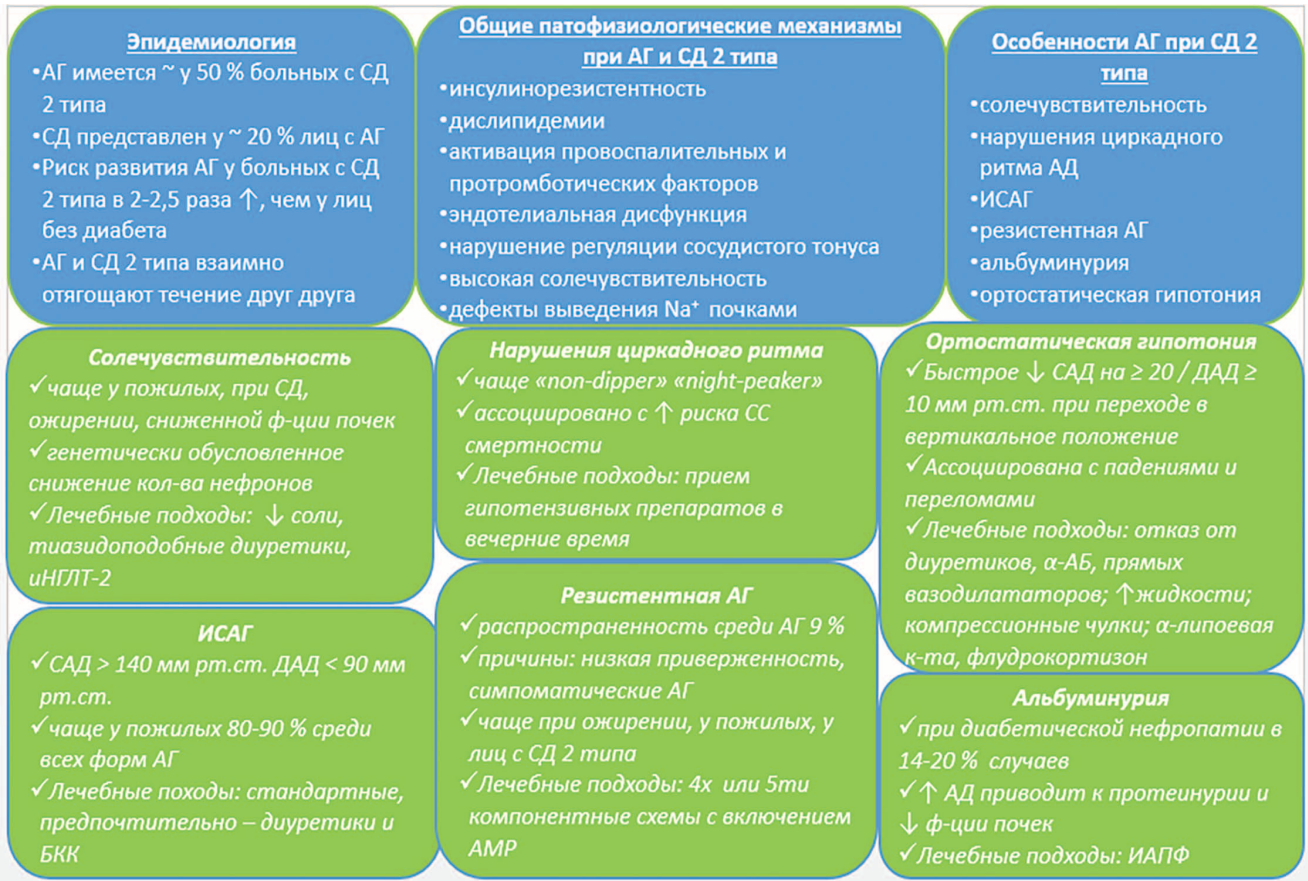 Эпидемиология
•АГ имеется ~ у 50 % больных с СД
2 типа
•СД представлен у ~ 20 % лиц с АГ
•Риск развития АГ у больных с СД
2 типа в 2-2,5 раза ↑, чем у лиц
без диабета
•АГ и СД 2 типа взаимно
отягощают течение друг друга
Общие патофизиологические механизмы
при АГ и СД 2 типа
•инсулинорезистентность
•дислипидемии
•активация провоспалительных и
протромботических факторов
•эндотелиальная дисфункция
•нарушение регуляции сосудистого тонуса
•высокая солечувствительность
•дефекты выведения Na⁺ почками
Особенности АГ при СД 2
типа
•солечувствительность
•нарушения циркадного
ритма АД
•ИСАГ
•резистентная АГ
•альбуминурия
•ортостатическая гипотония
Солечувствительность
✓чаще у пожилых, при СД,
ожирении, сниженной ф-ции почек
✓генетически обусловленное
снижение кол-ва нефронов
✓Лечебные подходы: ↓ соли,
тиазидоподобные диуретики,
иНГЛТ-2
Нарушения циркадного ритма
✓чаще «non-dipper» «night-peaker»
✓ассоциировано с ↑ риска СС
смертности
✓Лечебные подходы: прием
гипотензивных препаратов в
вечерние время
Ортостатическая гипотония
✓Быстрое ↓ САД на ≥ 20 / ДАД ≥
10 мм рт.ст. при переходе в
вертикальное положение
✓Ассоциирована с падениями и
переломами
✓Лечебные подходы: отказ от
диуретиков, α-АБ, прямых
вазодилататоров; ↑жидкости;
компрессионные чулки; α-липоевая
к-та, флудрокортизон
ИСАГ
✓САД > 140 мм рт.ст. ДАД < 90 мм
рт.ст.
✓чаще у пожилых 80-90 % среди
всех форм АГ
✓Лечебные походы: стандартные,
предпочтительно – диуретики и
БКК
Резистентная АГ
✓распространенность среди АГ 9 %
✓причины: низкая приверженность,
симпоматические АГ
✓чаще при ожирении, у пожилых, у
лиц с СД 2 типа
✓Лечебные подходы: 4х или 5ти
компонентные схемы с включением
АМР
Альбуминурия
✓при диабетической нефропатии в
14-20 % случаев
✓↑ АД приводит к протеинурии и
↓ ф-ции почек
✓Лечебные подходы: ИАПФ